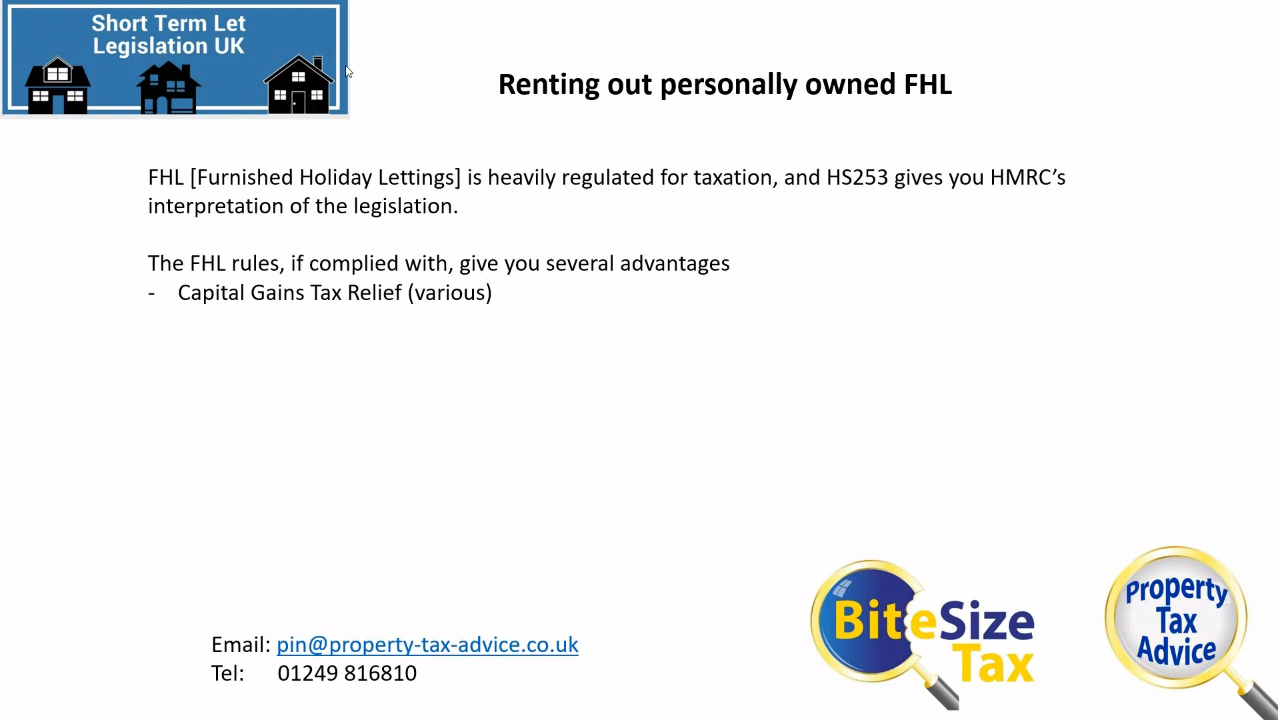 Short Term Let
Legislation UK
Renting out personally owned FHL
FHL [Furnished Holiday Lettings] is heavily regulated for taxation, and HS253 gives you HMRC’s
interpretation of the legislation.
The FHL rules, if complied with, give you several advantages
- Capital Gains Tax Relief (various)
Email: pin@property-tax-advice.co.uk
Tel: 01249 816810
BiteSize
Tax
Property
Tax
Advice